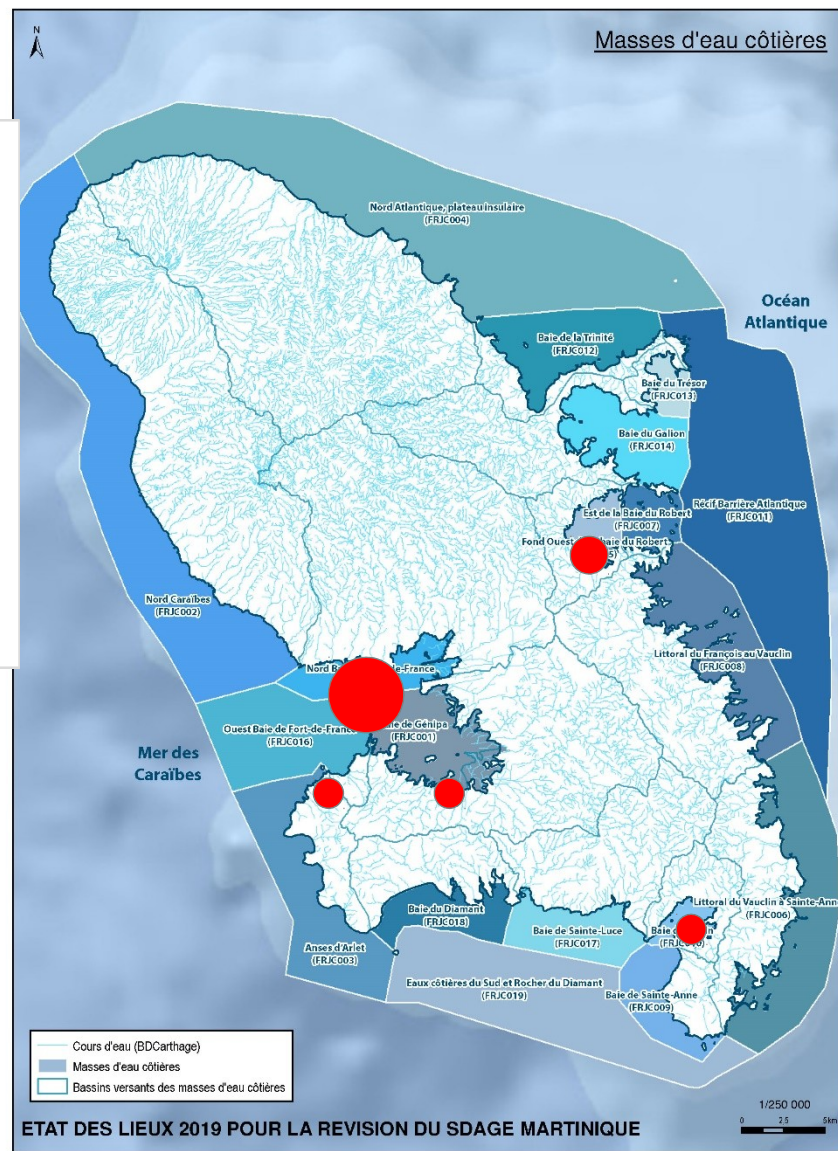 N
Masses d'eau côtières
Nord Atlantique, plateau insulaire
(FRJC004)
Océan
Atlantique
Baie de la Trinité
(FRJC012)
Baie du Trésor
(FRJC013)
Baie du Galion
(FRJC014)
Récif Barrière Atlantique
(FRJC011)
Est de la Baie du Robert
(FRJC007)
Fond Ouest baie du Robert
5)
Nord Caraïbes
(FRJC002)
Littoral du François au Vauclin
(FRJC008)
Nord B de-France
Ouest Baie de Fort-de-France
(FRJC016)
de Génipa
(FRJC001)
Mer des
Caraïbes
Littoral du Vauclin à Sainte-Anne
(FRJC006)
Baie du Diamant
(FRJC018)
Baie de Sainte-Luce
(FRJC017)
Baie d in
(FRJC010)
Anses d'Arlet
(FRJC003)
Eaux côtières du Sud et Rocher du Diamant
(FRJC019)
Baie de Sainte-Anne
(FRJC009)
Cours d'eau (BDCarthage)
Masses d'eau côtières
Bassins versants des masses d'eau côtières
1/250 000
0 2.5 5km
ETAT DES LIEUX 2019 POUR LA REVISION DU SDAGE MARTINIQUE